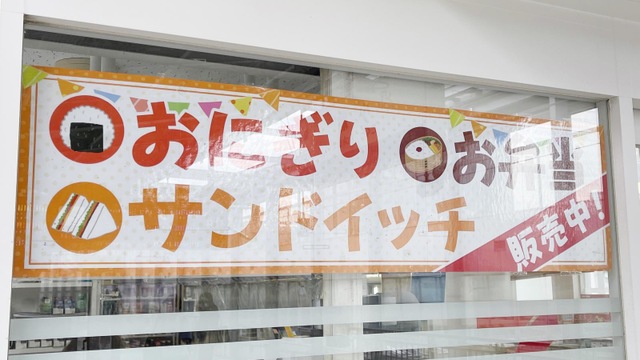 おにぎり お弁当
サンドイッチ
販売中!